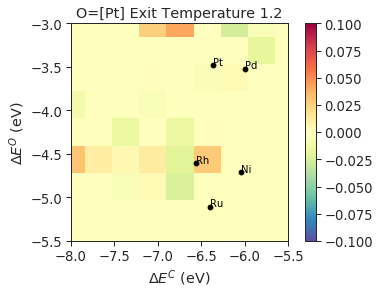 O=[Pt] Exit Temperature 1.2
−3.0
−3.5
−4.0
−4.5
−5.0
−5.5
ΔE^O (eV)
−8.0 −7.5 −7.0 −6.5 −6.0 −5.5
ΔE^C (eV)
Pt
Pd
Rh
Ni
Ru
0.100
0.075
0.050
0.025
0.000
−0.025
−0.050
−0.075
−0.100